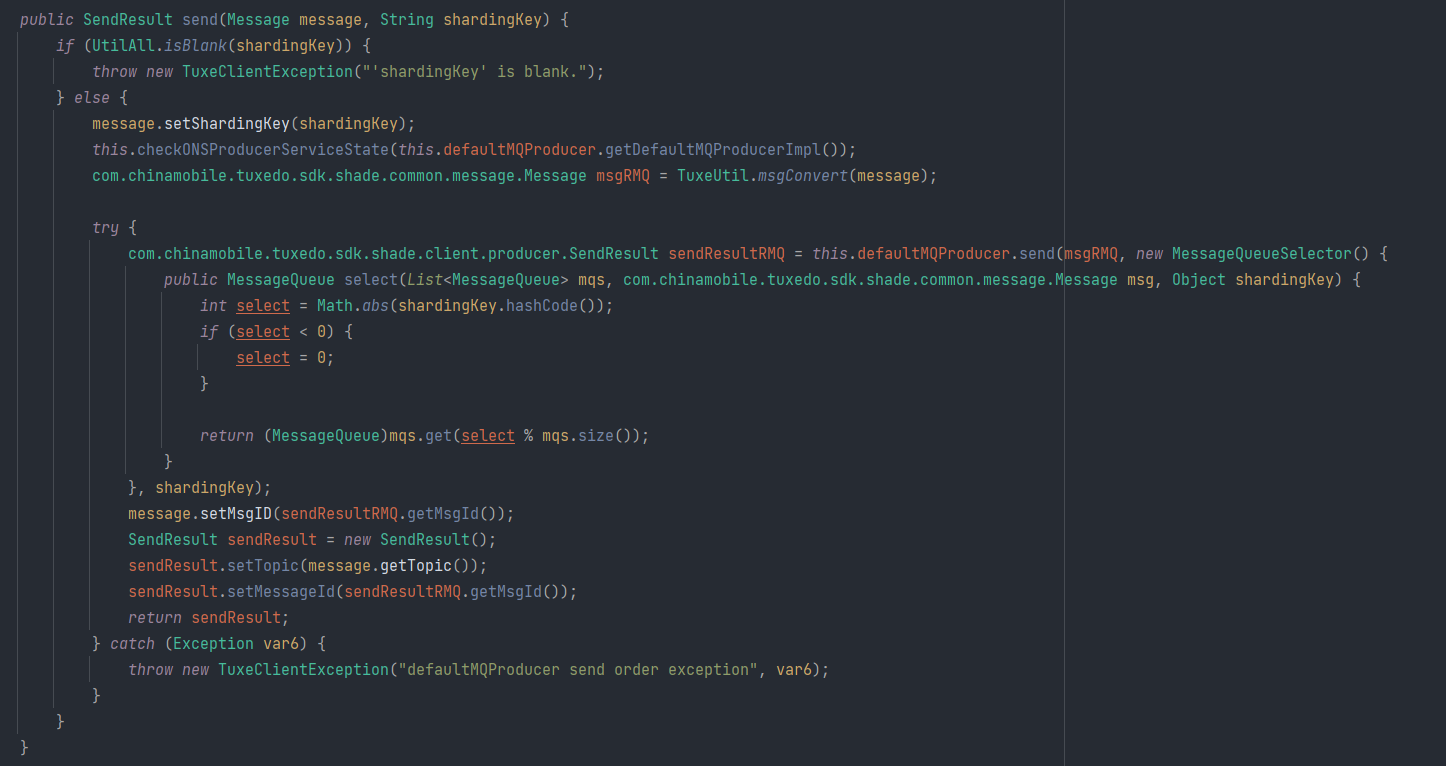 public SendResult send(Message message, String shardingKey) {
    if (UtilAll.isBlank(shardingKey)) {
        throw new TuxeClientException("'shardingKey' is blank.");
    } else {
        message.setShardingKey(shardingKey);
        this.checkONSProducerServiceState(this.defaultMQProducer.getDefaultMQProducerImpl());
        com.chinamobile.tuxedo.sdk.shade.common.message.Message msgRMQ = TuxeUtil.msgConvert(message);

        try {
            com.chinamobile.tuxedo.sdk.shade.client.producer.SendResult sendResultRMQ = this.defaultMQProducer.send(msgRMQ, new MessageQueueSelector() {
                public MessageQueue select(List<MessageQueue> mqs, com.chinamobile.tuxedo.sdk.shade.common.message.Message msg, Object shardingKey) {
                    int select = Math.abs(shardingKey.hashCode());
                    if (select < 0) {
                        select = 0;
                    }

                    return (MessageQueue)mqs.get(select % mqs.size());
                }
            }, shardingKey);
            message.setMsgID(sendResultRMQ.getMsgId());
            SendResult sendResult = new SendResult();
            sendResult.setTopic(message.getTopic());
            sendResult.setMessageId(sendResultRMQ.getMsgId());
            return sendResult;
        } catch (Exception var6) {
            throw new TuxeClientException("defaultMQProducer send order exception", var6);
        }
    }
}